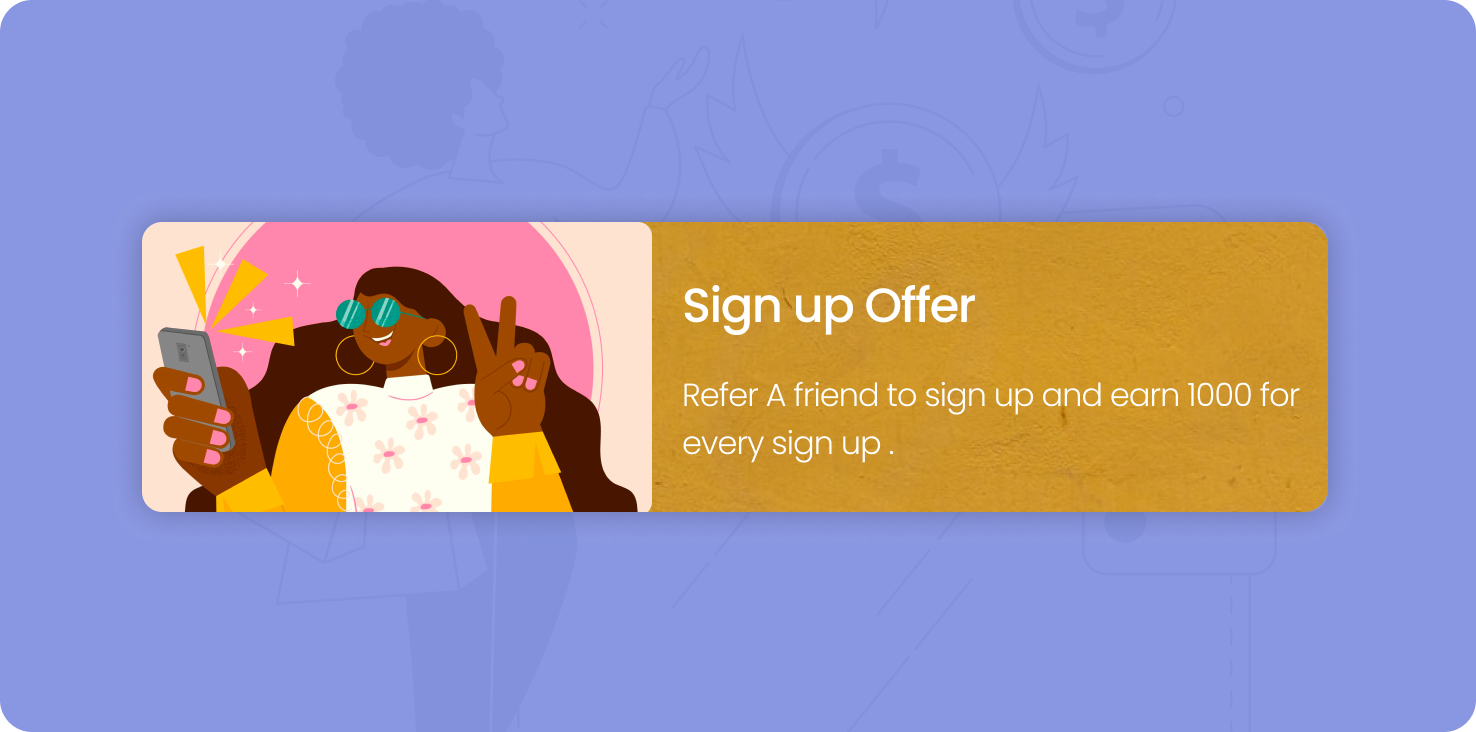 Sign up Offer
Refer A friend to sign up and earn 1000 for
every sign up .
$
$